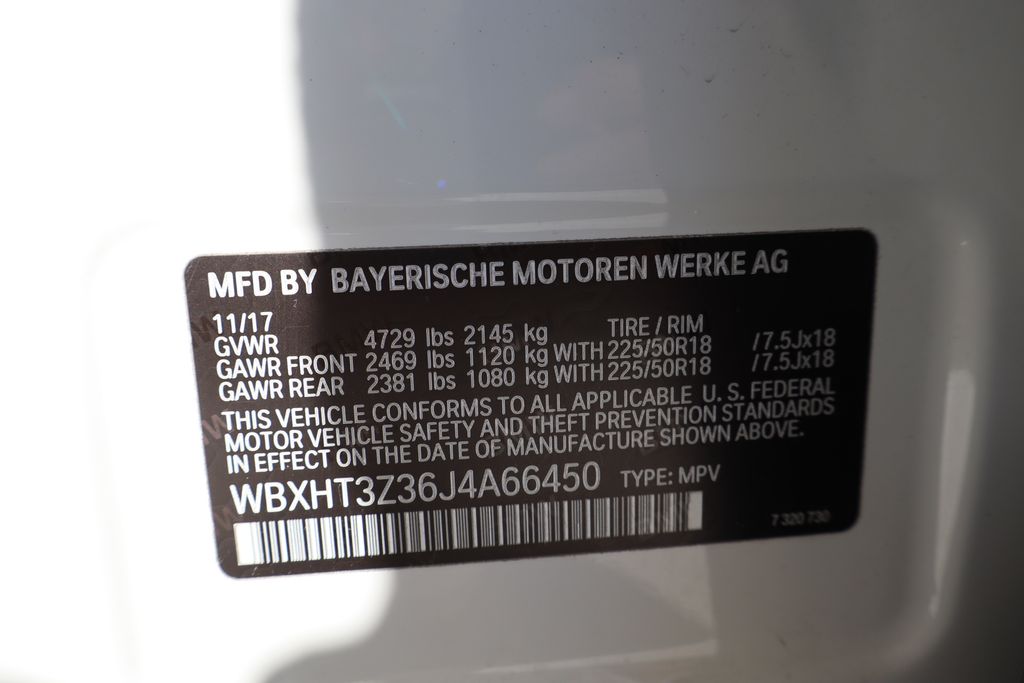 MFD BY BAYERISCHE MOTOREN WERKE AG
11/17 TIRE / RIM
GVWR 4729 lbs 2145 kg
GAWR FRONT 2469 lbs 1120 kg WITH 225/50R18 /7.5Jx18
GAWR REAR 2381 lbs 1080 kg WITH 225/50R18 /7.5Jx18
THIS VEHICLE CONFORMS TO ALL APPLICABLE U. S. FEDERAL
MOTOR VEHICLE SAFETY AND THEFT PREVENTION STANDARDS
IN EFFECT ON THE DATE OF MANUFACTURE SHOWN ABOVE.
WBXHT3Z36J4A66450 TYPE: MPV
7 320 730